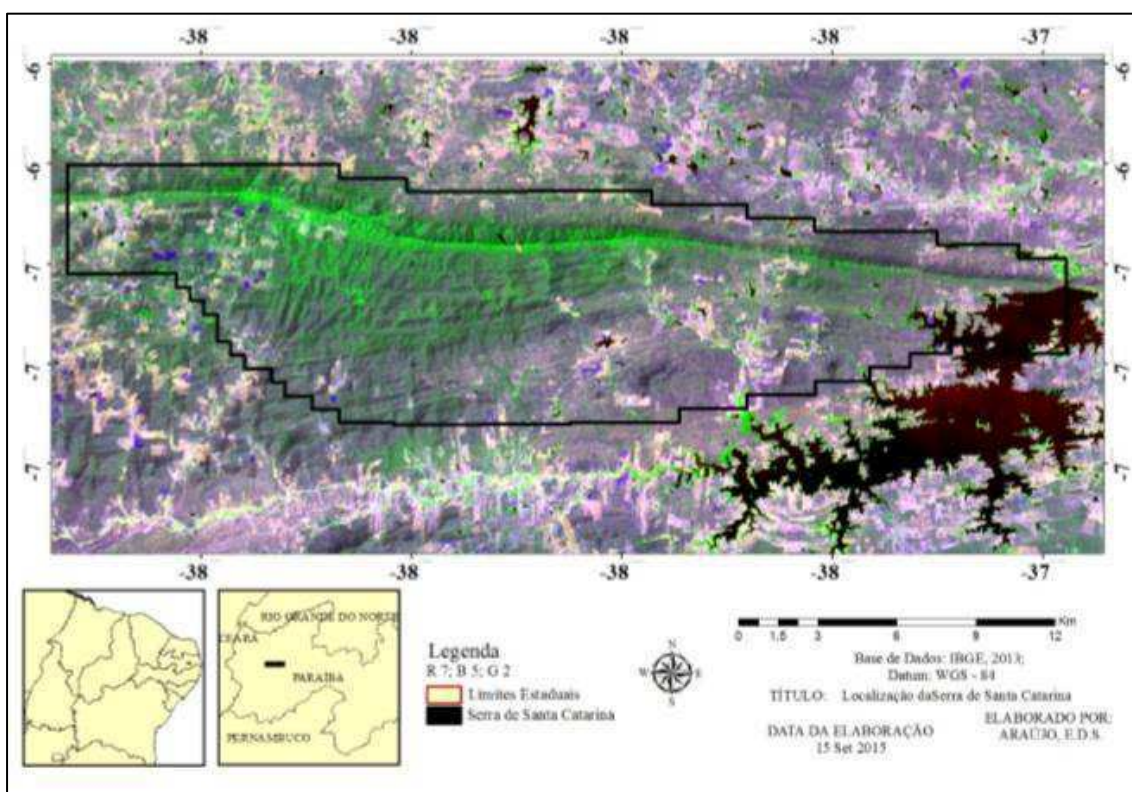 -38 -38 -38 -38 -37
-6 -6
-6 -6
-7 -7
-7 -7
-7 -7
-38 -38 -38 -38 -37
RIO GRANDE DO NORTE
CEARÁ
PARAÍBA
PERNAMBUCO
Legenda
R 7; B 5; G 2
Limites Estaduais
Serra de Santa Catarina
N
W E
S
0 1,5 3 6 9 12 Km
Base de Dados: IBGE, 2013;
Datum: WGS - 84
TÍTULO: Localização daSerra de Santa Catarina
DATA DA ELABORAÇÃO
15 Set 2015
ELABORADO POR:
ARAÚJO, E.D.S.